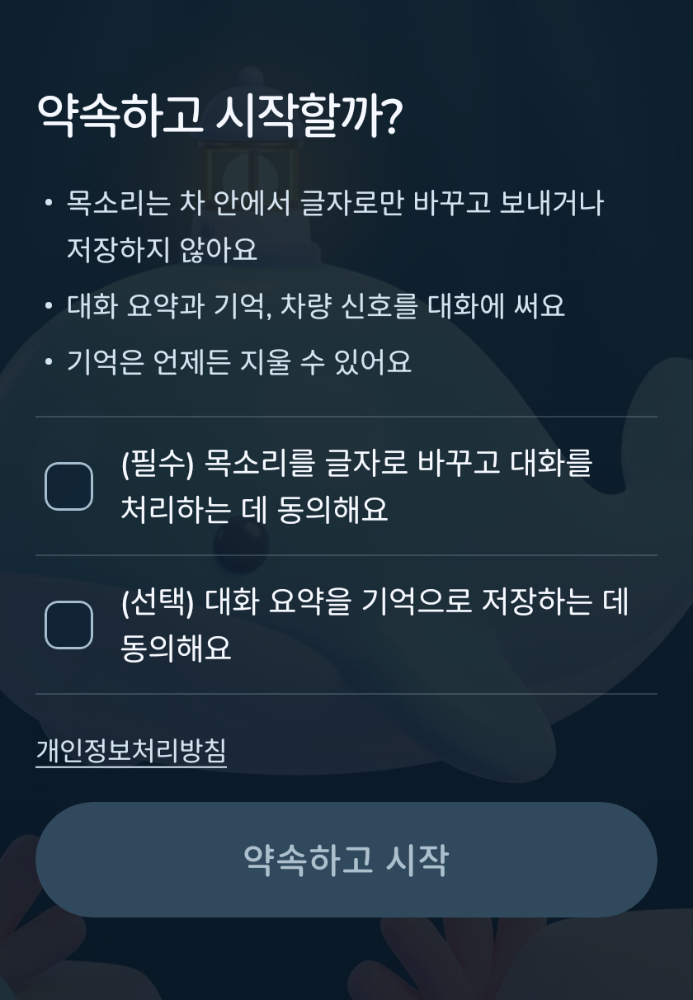 약속하고 시작할까?
• 목소리는 차 안에서 글자로만 바꾸고 보내거나
저장하지 않아요
• 대화 요약과 기억, 차량 신호를 대화에 써요
• 기억은 언제든 지울 수 있어요
(필수) 목소리를 글자로 바꾸고 대화를
처리하는 데 동의해요
(선택) 대화 요약을 기억으로 저장하는 데
동의해요
개인정보처리방침
약속하고 시작